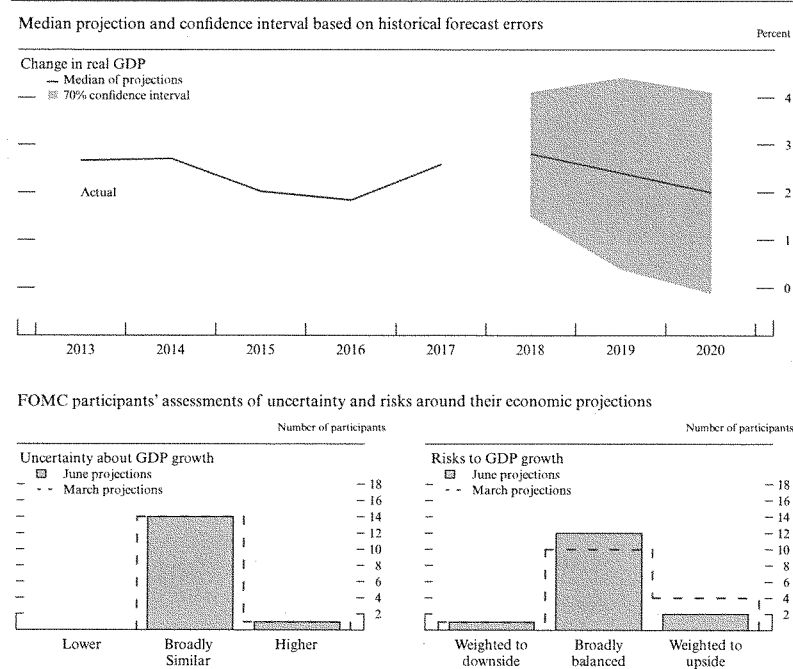 Median projection and confidence interval based on historical forecast errors
Percent
Change in real GDP
Median of projections
70% confidence interval
4
3
Actual
2
1
0
2013 2014 2015 2016 2017 2018 2019 2020
FOMC participants' assessments of uncertainty and risks around their economic projections
Number of participants
Uncertainty about GDP growth
June projections
March projections
18
16
14
12
10
8
6
4
2
Lower Broadly Similar Higher
Number of participants
Risks to GDP growth
June projections
March projections
18
16
14
12
10
8
6
4
2
Weighted to downside Broadly balanced Weighted to upside